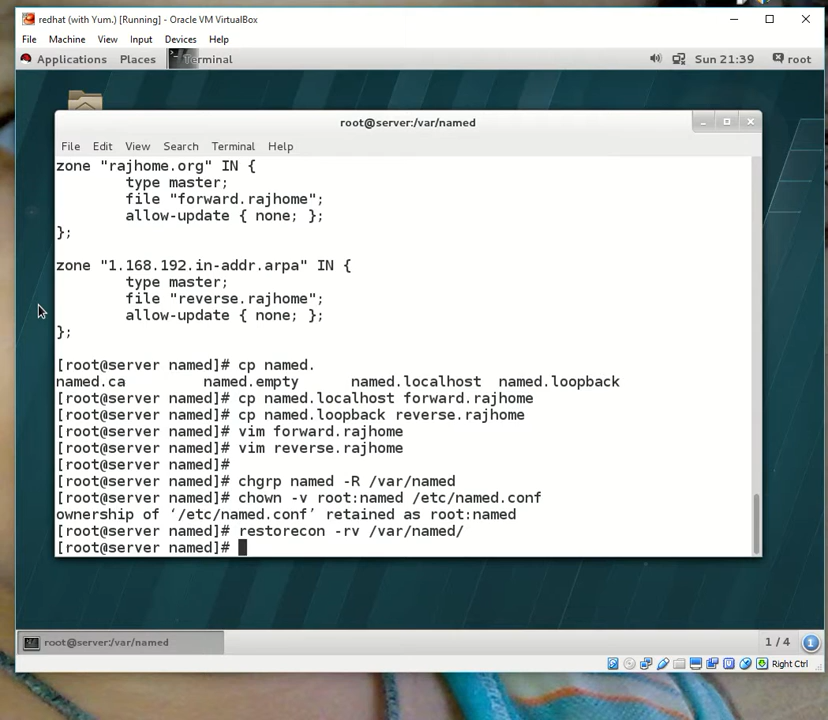 redhat (with Yum.) [Running] - Oracle VM VirtualBox
File Machine View Input Devices Help
Applications Places Terminal Sun 21:39 root
root@server:/var/named
File Edit View Search Terminal Help
zone "rajhome.org" IN {
type master;
file "forward.rajhome";
allow-update { none; };
};
zone "1.168.192.in-addr.arpa" IN {
type master;
file "reverse.rajhome";
allow-update { none; };
};
[root@server named]# cp named.
named.ca named.empty named.localhost named.loopback
[root@server named]# cp named.localhost forward.rajhome
[root@server named]# cp named.loopback reverse.rajhome
[root@server named]# vim forward.rajhome
[root@server named]# vim reverse.rajhome
[root@server named]#
[root@server named]# chgrp named -R /var/named
[root@server named]# chown -v root:named /etc/named.conf
ownership of ‘/etc/named.conf’ retained as root:named
[root@server named]# restorecon -rv /var/named/
[root@server named]#
root@server:/var/named 1 / 4 1
Right Ctrl